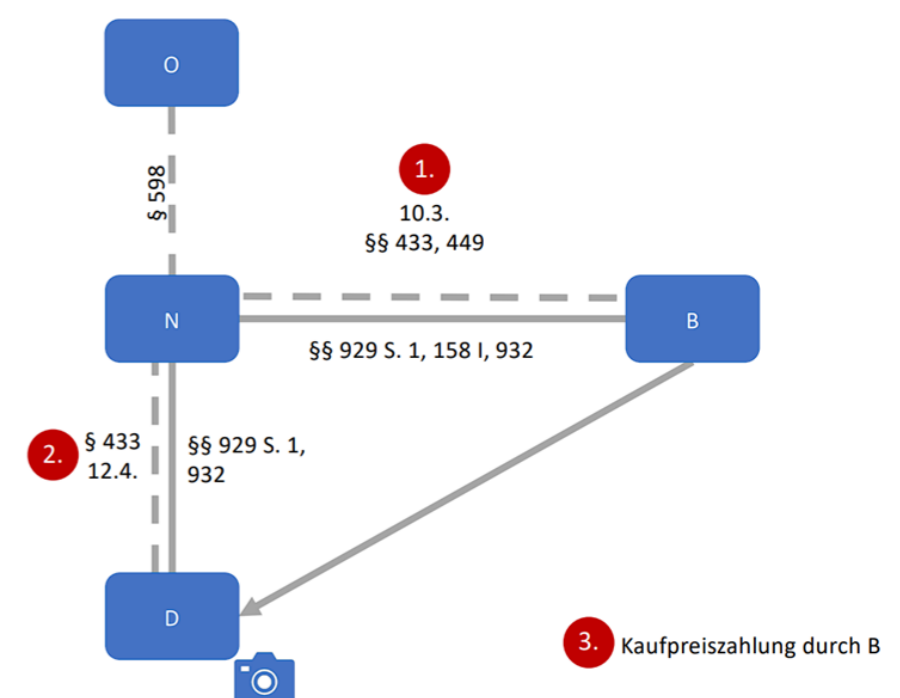 O
§ 598
1.
10.3.
§§ 433, 449
N
B
§§ 929 S. 1, 158 I, 932
2.
§ 433
12.4.
§§ 929 S. 1,
932
D
3.
Kaufpreiszahlung durch B